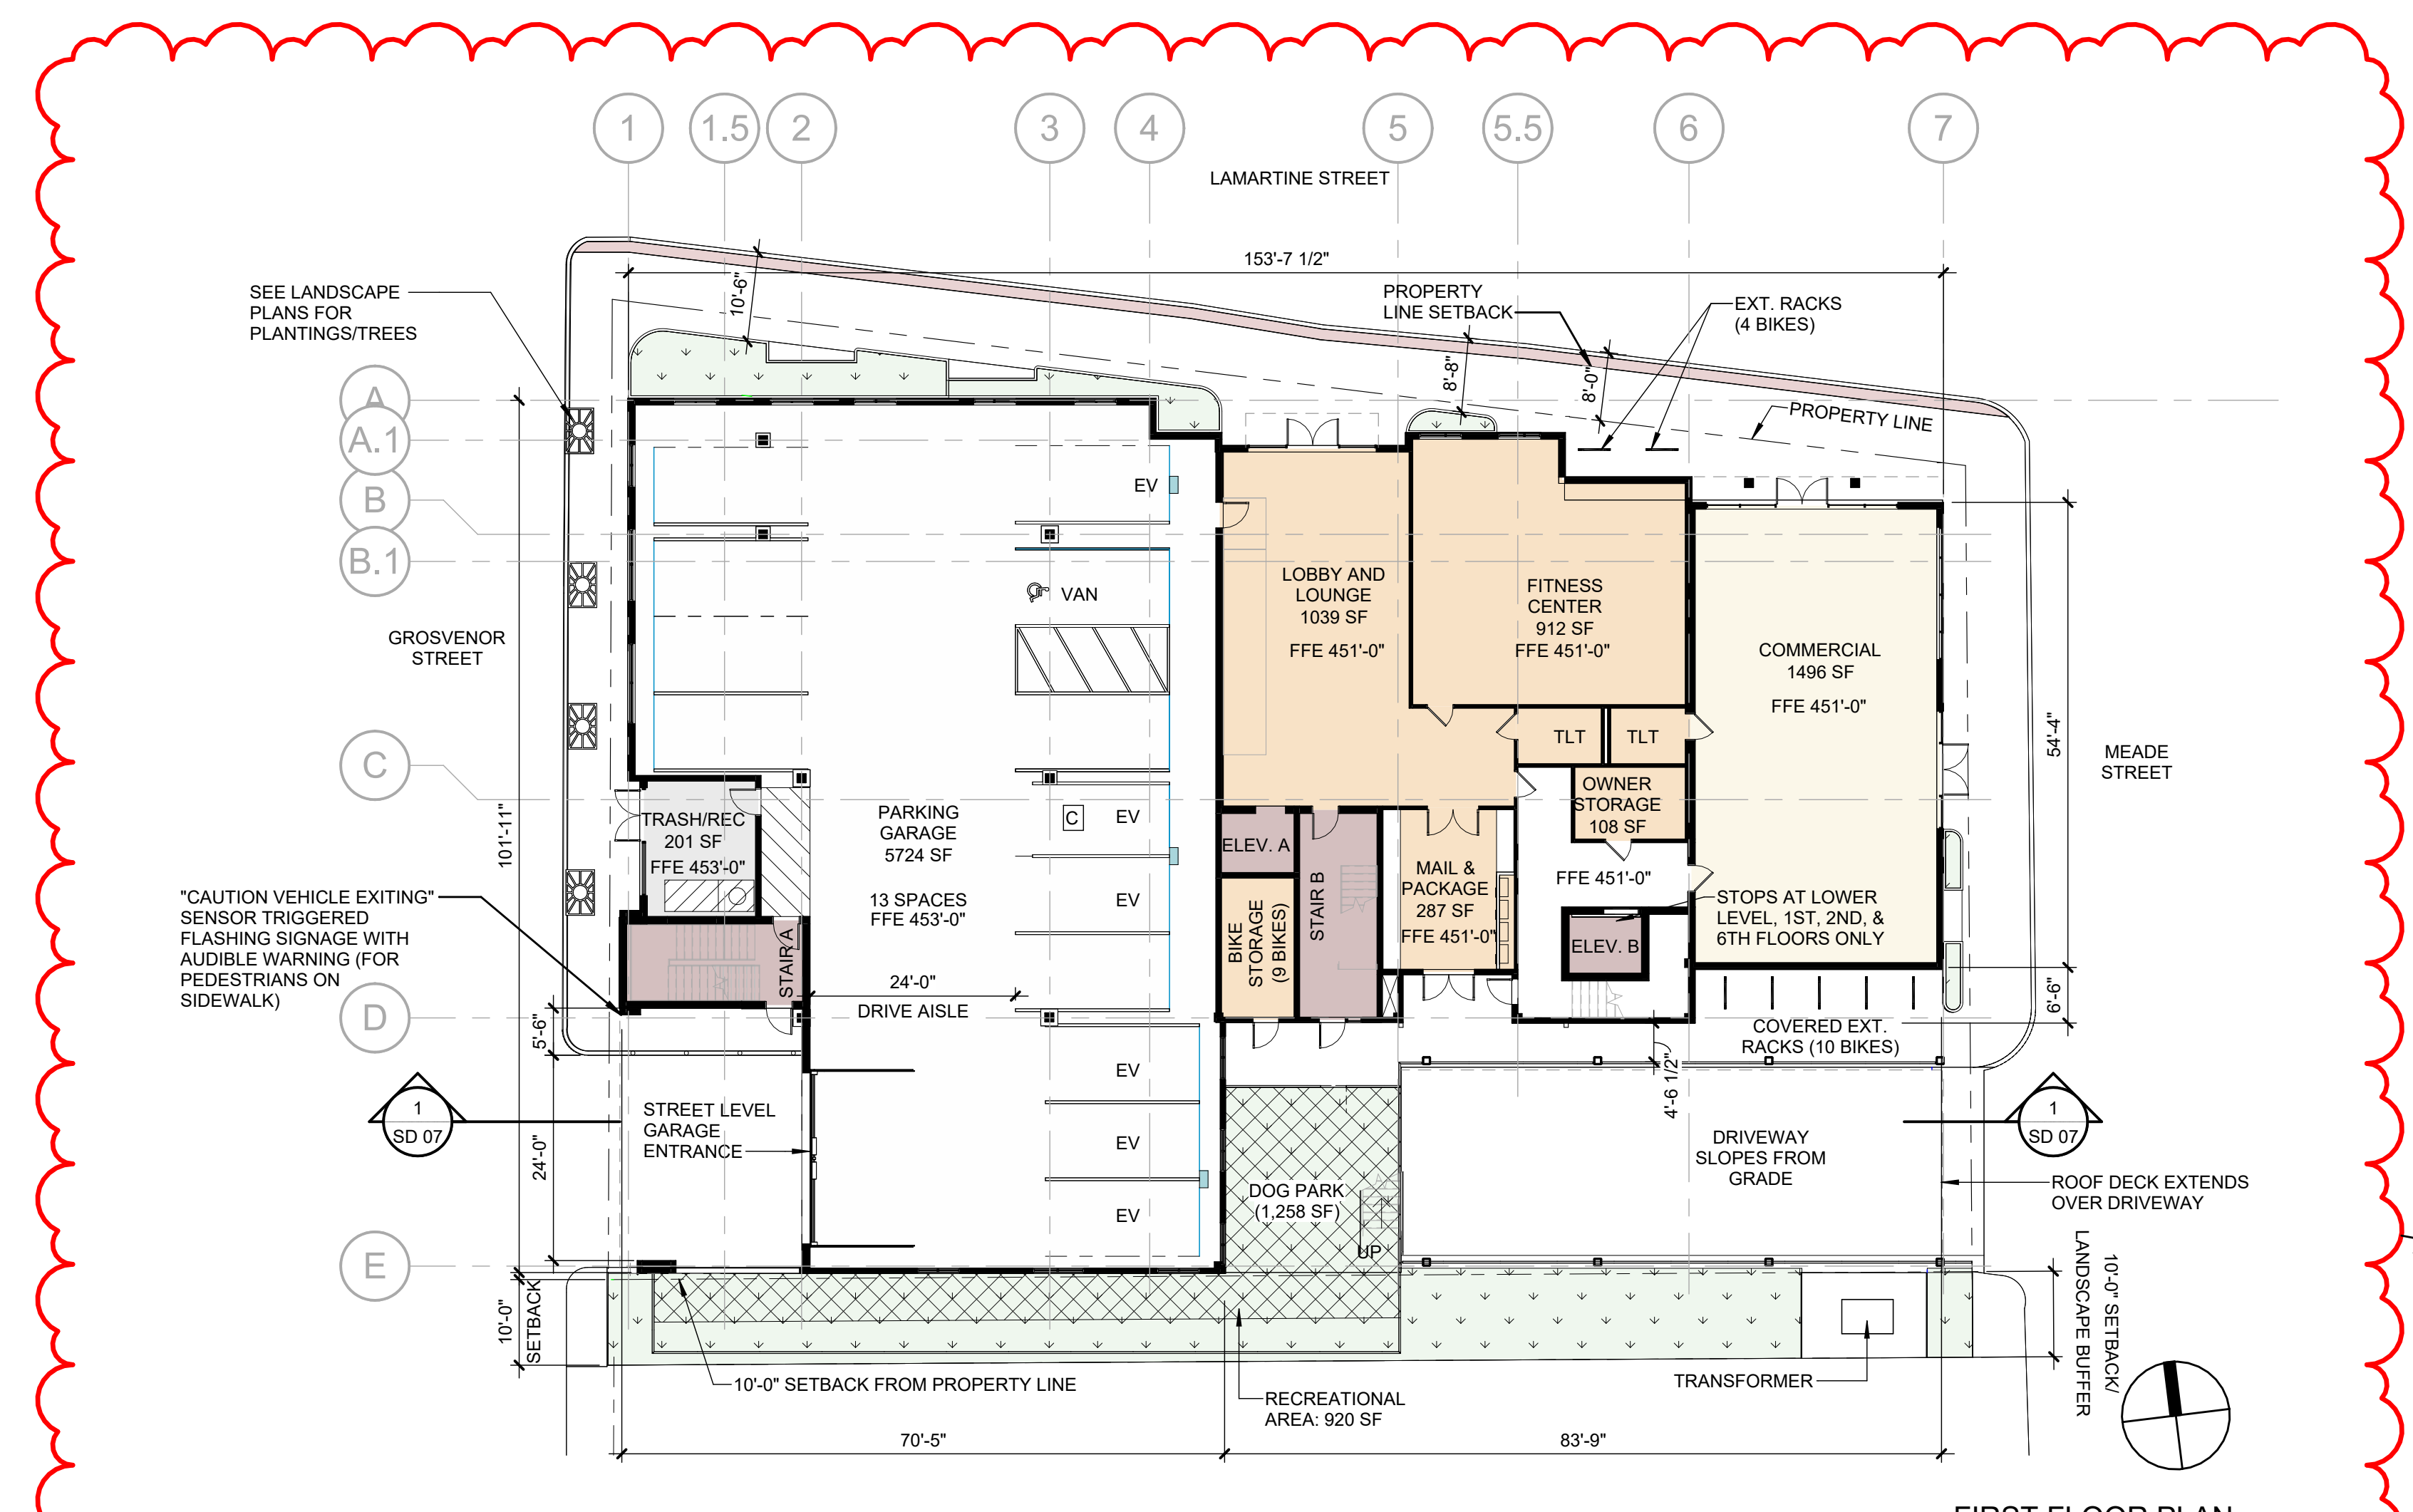 1
1.5
2
3
4
5
5.5
6
7
LAMARTINE STREET
153'-7 1/2"
10'-6"
SEE LANDSCAPE
PLANS FOR
PLANTINGS/TREES
PROPERTY
LINE SETBACK
EXT. RACKS
(4 BIKES)
8'-8"
8'-0"
PROPERTY LINE
A
A.1
B
B.1
C
D
E
EV
VAN
GROSVENOR
STREET
LOBBY AND
LOUNGE
1039 SF
FFE 451'-0"
FITNESS
CENTER
912 SF
FFE 451'-0"
COMMERCIAL
1496 SF
FFE 451'-0"
54'-4"
MEADE
STREET
TLT
TLT
OWNER
STORAGE
108 SF
101'-11"
TRASH/REC
201 SF
FFE 453'-0"
PARKING
GARAGE
5724 SF
13 SPACES
FFE 453'-0"
C
EV
EV
ELEV. A
STAIR B
BIKE
STORAGE
(9 BIKES)
MAIL &
PACKAGE
287 SF
FFE 451'-0"
FFE 451'-0"
ELEV. B
STOPS AT LOWER
LEVEL, 1ST, 2ND, &
6TH FLOORS ONLY
"CAUTION VEHICLE EXITING"
SENSOR TRIGGERED
FLASHING SIGNAGE WITH
AUDIBLE WARNING (FOR
PEDESTRIANS ON
SIDEWALK)
STAIR A
24'-0"
DRIVE AISLE
5'-6"
6'-6"
COVERED EXT.
RACKS (10 BIKES)
4'-6 1/2"
EV
EV
EV
1
SD 07
STREET LEVEL
GARAGE
ENTRANCE
24'-0"
DOG PARK
(1,258 SF)
UP
DRIVEWAY
SLOPES FROM
GRADE
1
SD 07
ROOF DECK EXTENDS
OVER DRIVEWAY
10'-0"
SETBACK
10'-0" SETBACK/
LANDSCAPE BUFFER
10'-0" SETBACK FROM PROPERTY LINE
RECREATIONAL
AREA: 920 SF
TRANSFORMER
70'-5"
83'-9"
FIRST FLOOR PLAN